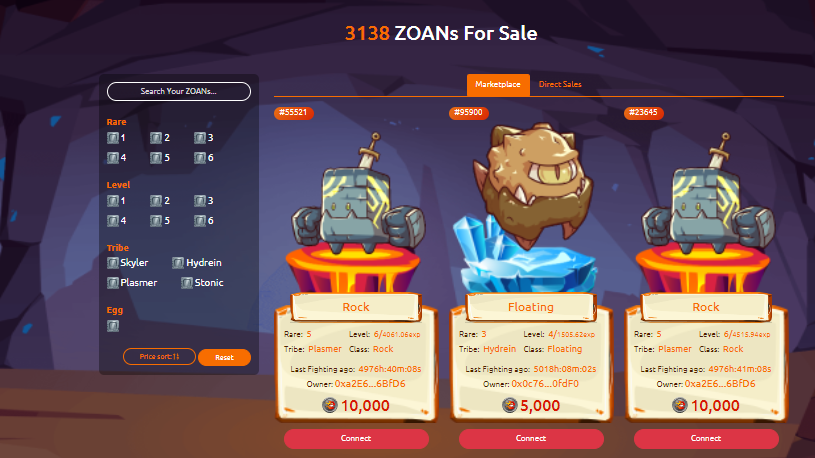 3138 ZOANs For Sale
Search Your ZOANs...
Rare
1 2 3
4 5 6
Level
1 2 3
4 5 6
Tribe
Skyler Hydrein
Plasmer Stonic
Egg
Price sort: ⇅ Reset
Marketplace Direct Sales
#55521
Rock
Rare: 5 Level: 6/4061.06exp
Tribe: Plasmer Class: Rock
Last Fighting ago: 4976h:40m:08s
Owner: 0xa2E6...6BfD6
10,000
Connect
#95900
Floating
Rare: 3 Level: 4/1505.62exp
Tribe: Hydrein Class: Floating
Last Fighting ago: 5018h:08m:02s
Owner: 0x0c76...0fdF0
5,000
Connect
#23645
Rock
Rare: 5 Level: 6/4515.94exp
Tribe: Plasmer Class: Rock
Last Fighting ago: 4976h:41m:08s
Owner: 0xa2E6...6BfD6
10,000
Connect